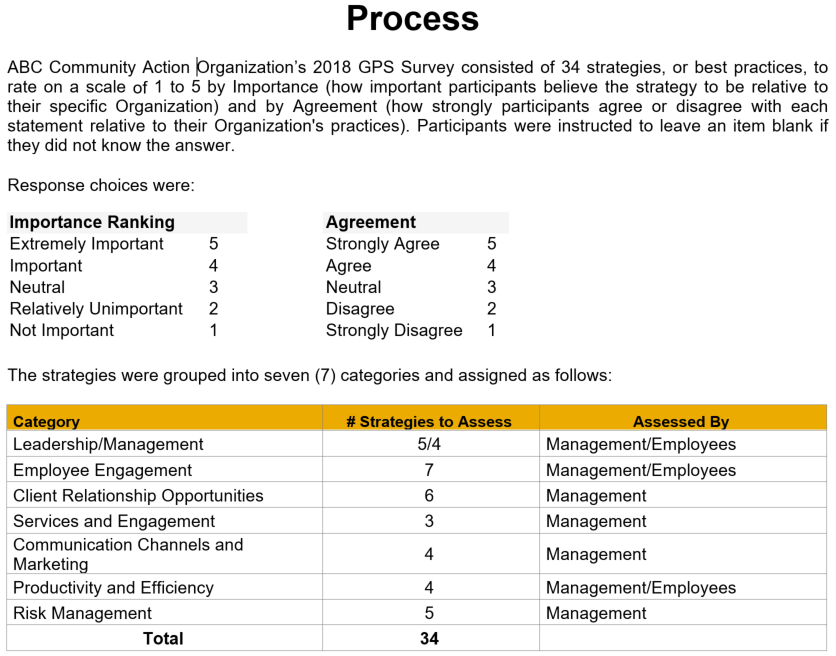 Process
ABC Community Action Organization's 2018 GPS Survey consisted of 34 strategies, or best practices, to
rate on a scale of 1 to 5 by Importance (how important participants believe the strategy to be relative to
their specific Organization) and by Agreement (how strongly participants agree or disagree with each
statement relative to their Organization's practices). Participants were instructed to leave an item blank if
they did not know the answer.
Response choices were:
Importance Ranking Agreement
Extremely Important 5 Strongly Agree 5
Important 4 Agree 4
Neutral 3 Neutral 3
Relatively Unimportant 2 Disagree 2
Not Important 1 Strongly Disagree 1
The strategies were grouped into seven (7) categories and assigned as follows:
Category # Strategies to Assess Assessed By
Leadership/Management 5/4 Management/Employees
Employee Engagement 7 Management/Employees
Client Relationship Opportunities 6 Management
Services and Engagement 3 Management
Communication Channels and
Marketing 4 Management
Productivity and Efficiency 4 Management/Employees
Risk Management 5 Management
Total 34